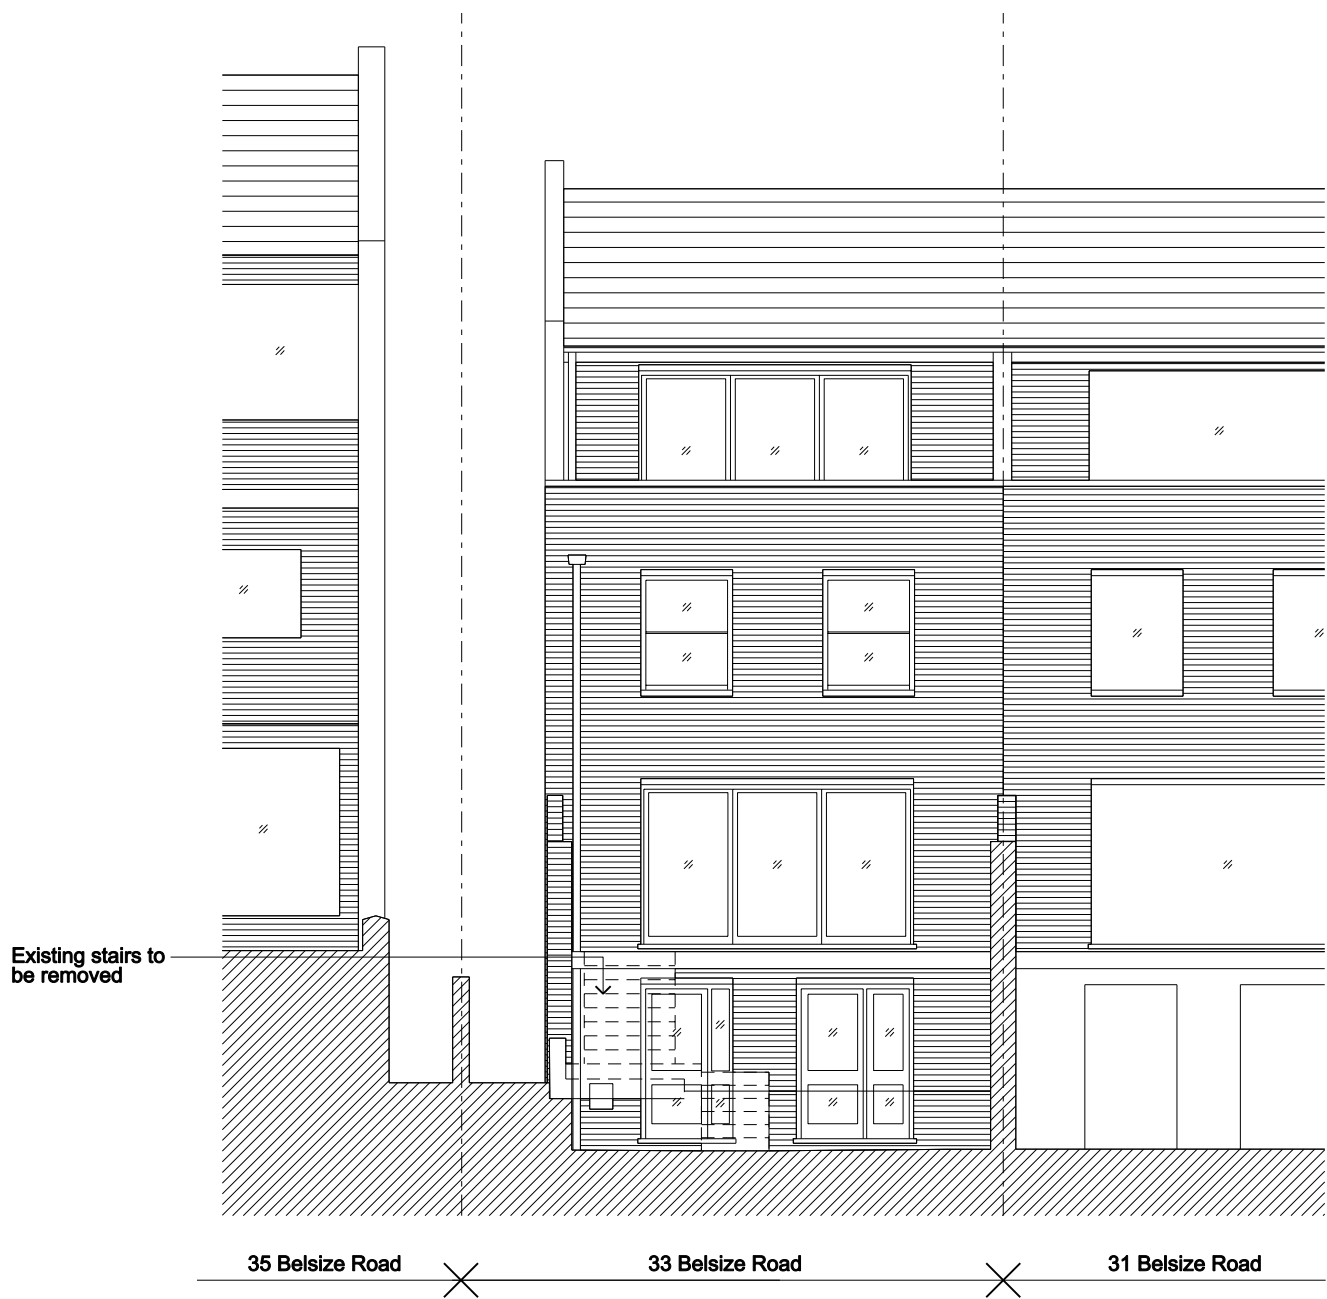 Existing stairs to
be removed
35 Belsize Road
33 Belsize Road
31 Belsize Road